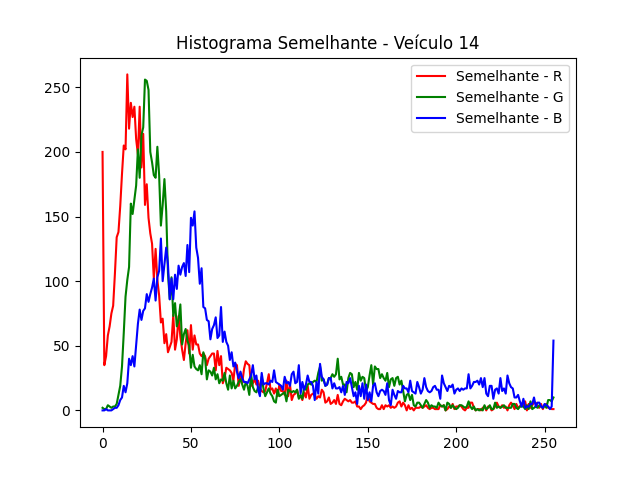 Histograma Semelhante - Veículo 14
Semelhante - R
Semelhante - G
Semelhante - B
250
200
150
100
50
0
0 50 100 150 200 250